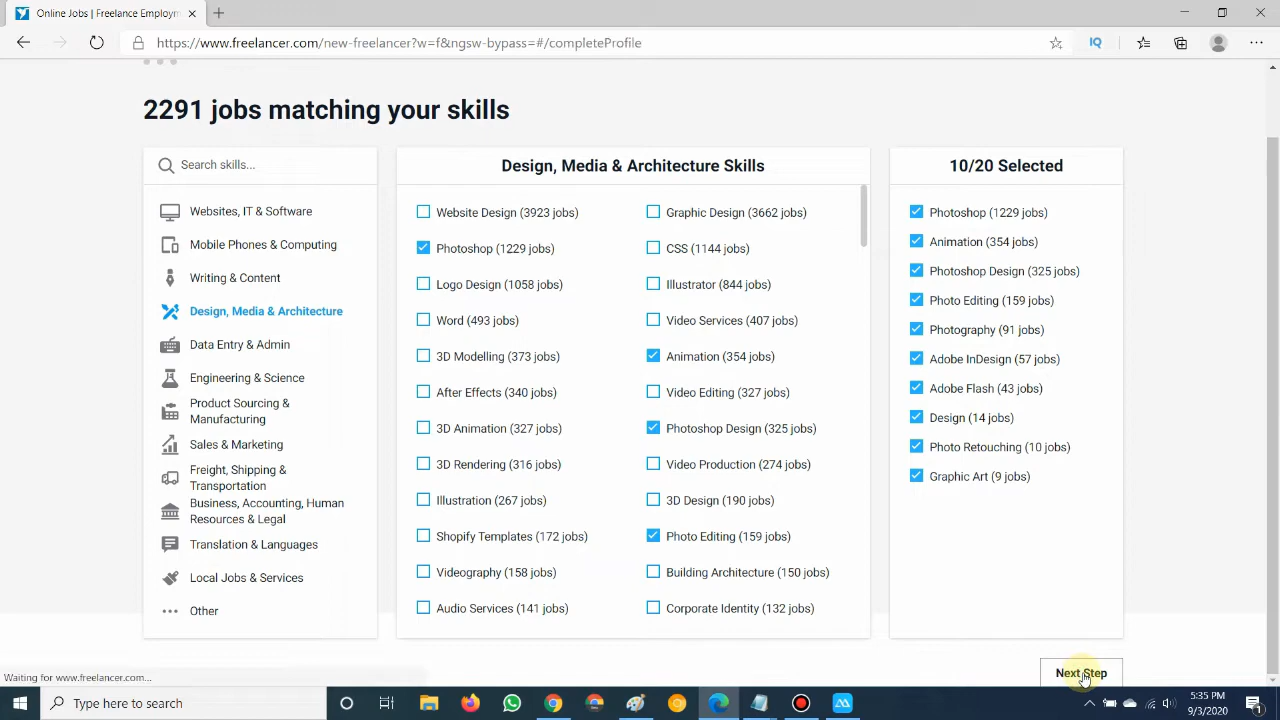 Online Jobs | Freelance Employm
https://www.freelancer.com/new-freelancer?w=f&ngsw-bypass=#/completeProfile
IQ
2291 jobs matching your skills
Search skills...
Websites, IT & Software
Mobile Phones & Computing
Writing & Content
Design, Media & Architecture
Data Entry & Admin
Engineering & Science
Product Sourcing &
Manufacturing
Sales & Marketing
Freight, Shipping &
Transportation
Business, Accounting, Human
Resources & Legal
Translation & Languages
Local Jobs & Services
Other
Design, Media & Architecture Skills
Website Design (3923 jobs)
Graphic Design (3662 jobs)
Photoshop (1229 jobs)
CSS (1144 jobs)
Logo Design (1058 jobs)
Illustrator (844 jobs)
Word (493 jobs)
Video Services (407 jobs)
3D Modelling (373 jobs)
Animation (354 jobs)
After Effects (340 jobs)
Video Editing (327 jobs)
3D Animation (327 jobs)
Photoshop Design (325 jobs)
3D Rendering (316 jobs)
Video Production (274 jobs)
Illustration (267 jobs)
3D Design (190 jobs)
Shopify Templates (172 jobs)
Photo Editing (159 jobs)
Videography (158 jobs)
Building Architecture (150 jobs)
Audio Services (141 jobs)
Corporate Identity (132 jobs)
10/20 Selected
Photoshop (1229 jobs)
Animation (354 jobs)
Photoshop Design (325 jobs)
Photo Editing (159 jobs)
Photography (91 jobs)
Adobe InDesign (57 jobs)
Adobe Flash (43 jobs)
Design (14 jobs)
Photo Retouching (10 jobs)
Graphic Art (9 jobs)
Next Step
Waiting for www.freelancer.com...
Type here to search
5:35 PM
9/3/2020
1